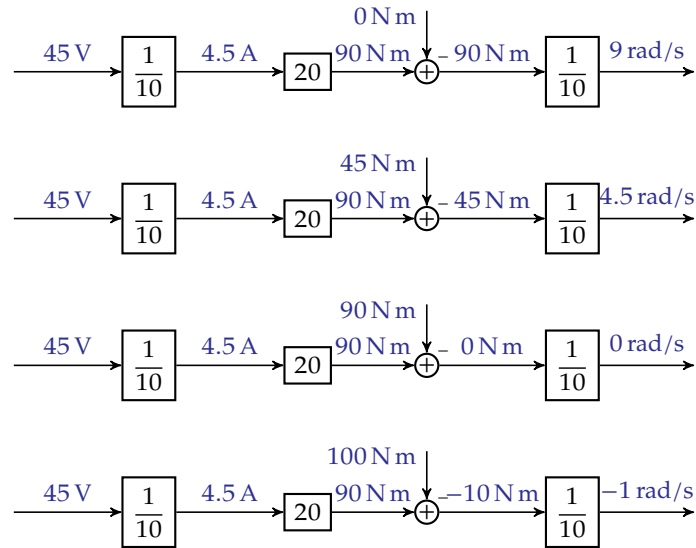 0 N m
45 V 1/10 4.5 A 20 90 N m + − 90 N m 1/10 9 rad/s
45 N m
45 V 1/10 4.5 A 20 90 N m + − 45 N m 1/10 4.5 rad/s
90 N m
45 V 1/10 4.5 A 20 90 N m + − 0 N m 1/10 0 rad/s
100 N m
45 V 1/10 4.5 A 20 90 N m + − −10 N m 1/10 −1 rad/s